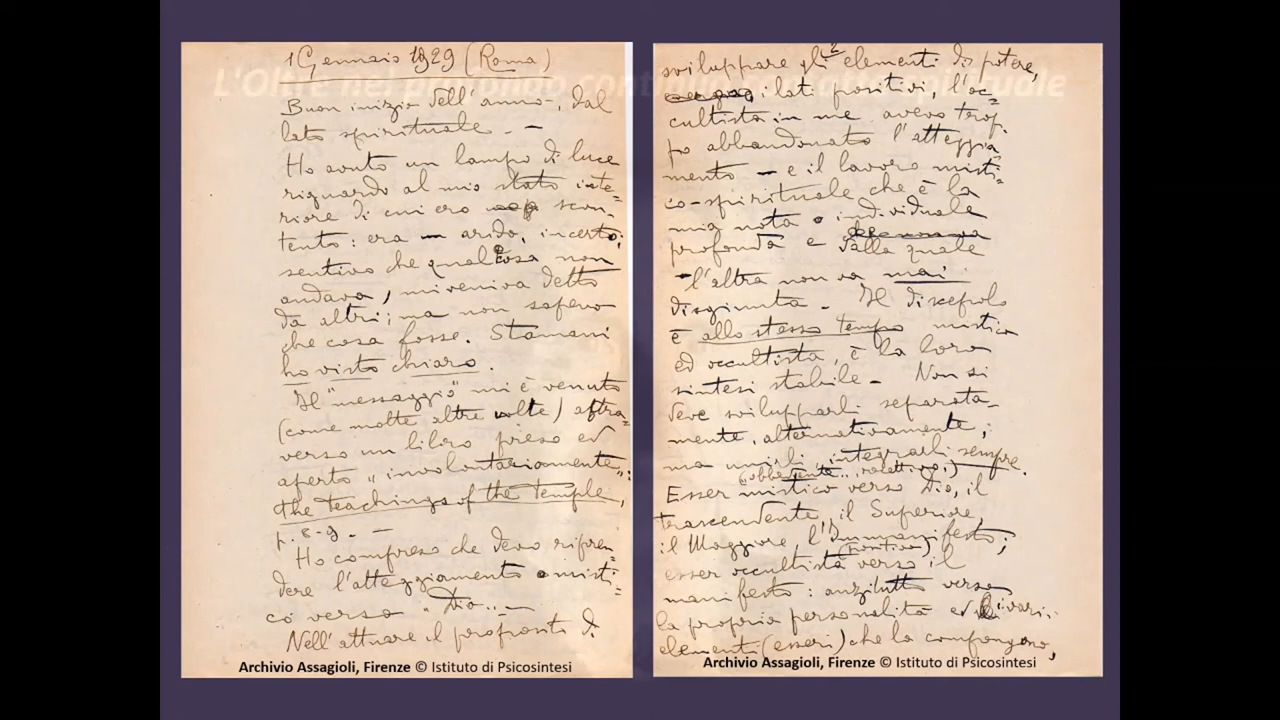 L'Oltre nel profondo
1 Gennaio 1929 (Roma)
Buon inizio dell'anno, dal
lato spirituale. —
Ho avuto un lampo di luce
riguardo al mio stato inte=
riore di cui ero scon=
tento: era — arido, incerto;
sentivo che qualcosa non
andava, mi veniva detto
da altri; ma non sapevo
che cosa fosse. Stamani
ho visto chiaro.
Il "messaggio" mi è venuto
(come molte altre volte) attra=
verso un libro preso ed
aperto "involontariamente":
the teachings of the temple,
p. 8-9. —
Ho compreso che devo ripren=
dere l'atteggiamento misti=
co verso "Dio" —
Nell'attuare il proposito di
Archivio Assagioli, Firenze © Istituto di Psicosintesi
2
sviluppare gli elementi di potere,
i lati positivi, l'oc=
cultista in me avevo trop=
po abbandonato l'atteggia=
mento — e il lavoro misti=
co-spirituale che è la
mia nota individuale
profonda e dalla quale
l'altra non va mai
disgiunta. Il discepolo
è allo stesso tempo mistico
ed occultista, è la loro
sintesi stabile — Non si
deve svilupparli separata=
mente, alternativamente,
ma unirli, integrarli sempre.
(obbediente, recettivo,)
Esser mistico verso Dio, il
trascendente, il Superiore
il Maggiore l'Immanifesto;
(positivo)
esser occultista verso il
manifesto: anzitutto verso
la propria personalità ed i vari
elementi (esseri) che la compongono,
Archivio Assagioli, Firenze © Istituto di Psicosintesi